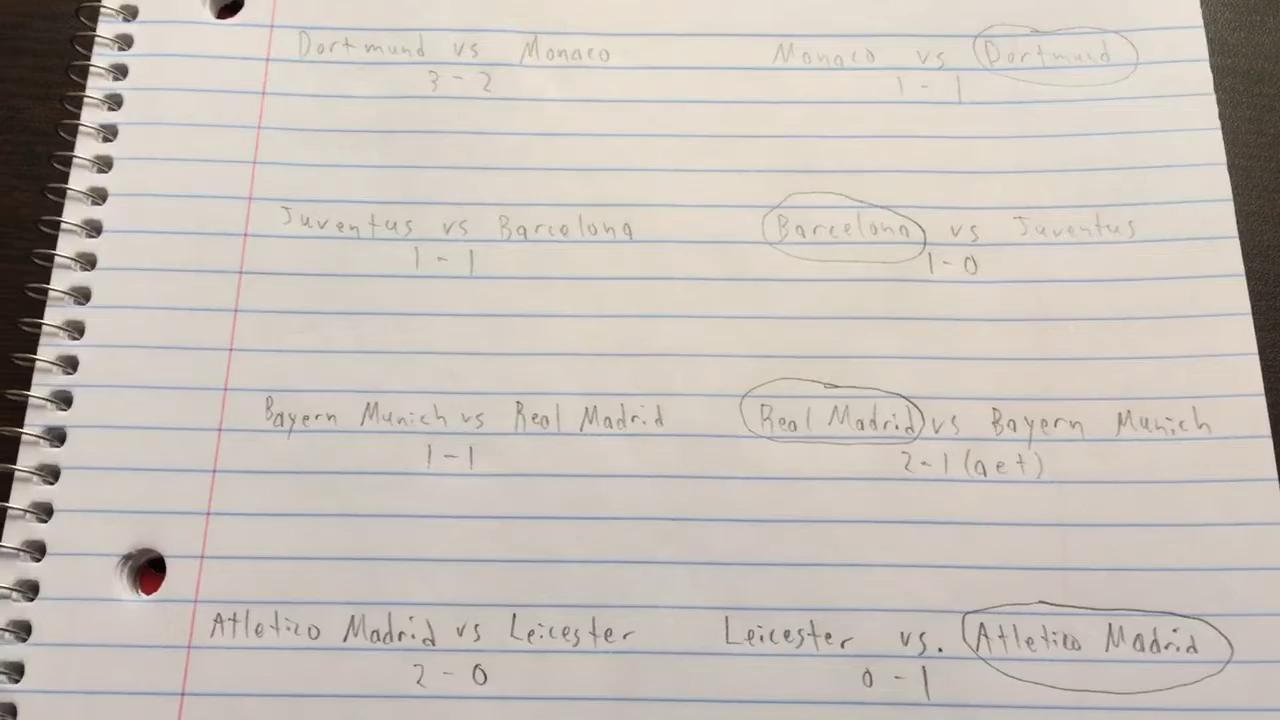 Dortmund vs Monaco Monaco vs Dortmund
3 - 2 1 - 1
Juventus vs Barcelona Barcelona vs Juventus
1 - 1 1 - 0
Bayern Munich vs Real Madrid Real Madrid vs Bayern Munich
1 - 1 2 - 1 (aet)
Atletico Madrid vs Leicester Leicester vs. Atletico Madrid
2 - 0 0 - 1